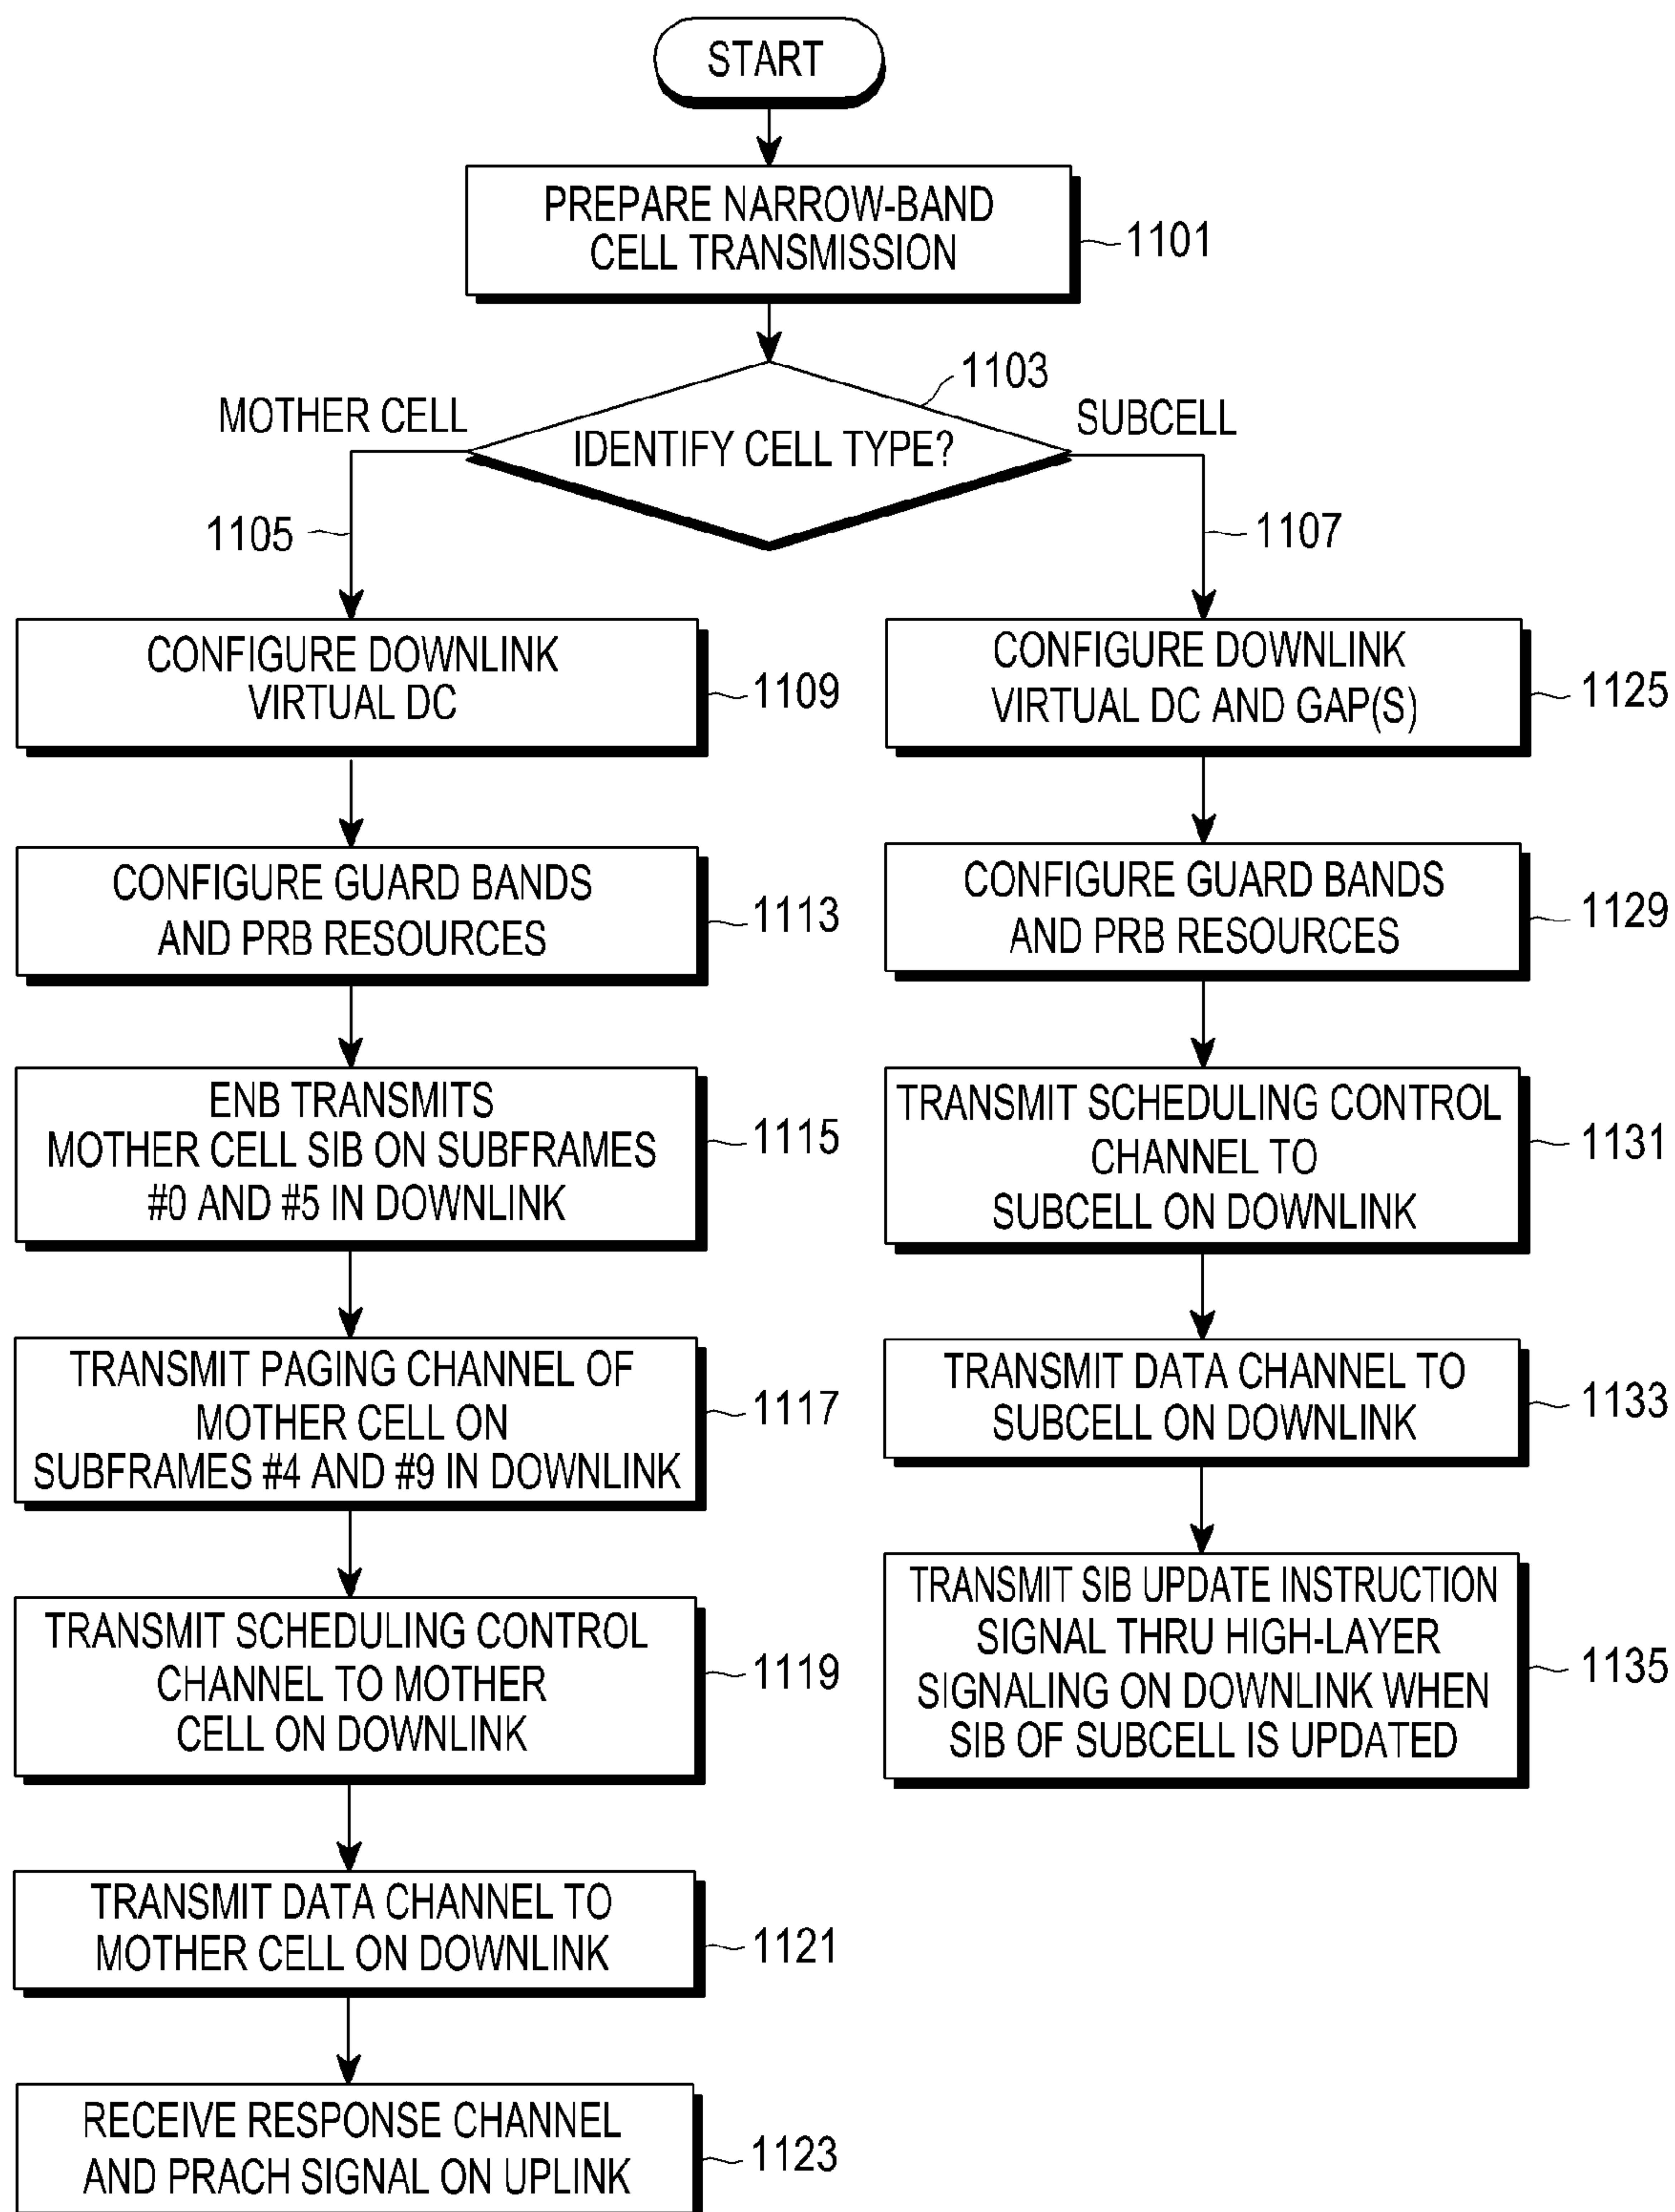 START
PREPARE NARROW-BAND
CELL TRANSMISSION
1101
1103
MOTHER CELL
IDENTIFY CELL TYPE?
SUBCELL
1105
1107
CONFIGURE DOWNLINK
VIRTUAL DC
1109
CONFIGURE GUARD BANDS
AND PRB RESOURCES
1113
ENB TRANSMITS
MOTHER CELL SIB ON SUBFRAMES
#0 AND #5 IN DOWNLINK
1115
TRANSMIT PAGING CHANNEL OF
MOTHER CELL ON
SUBFRAMES #4 AND #9 IN DOWNLINK
1117
TRANSMIT SCHEDULING CONTROL
CHANNEL TO MOTHER
CELL ON DOWNLINK
1119
TRANSMIT DATA CHANNEL TO
MOTHER CELL ON DOWNLINK
1121
RECEIVE RESPONSE CHANNEL
AND PRACH SIGNAL ON UPLINK
1123
CONFIGURE DOWNLINK
VIRTUAL DC AND GAP(S)
1125
CONFIGURE GUARD BANDS
AND PRB RESOURCES
1129
TRANSMIT SCHEDULING CONTROL
CHANNEL TO
SUBCELL ON DOWNLINK
1131
TRANSMIT DATA CHANNEL TO
SUBCELL ON DOWNLINK
1133
TRANSMIT SIB UPDATE INSTRUCTION
SIGNAL THRU HIGH-LAYER
SIGNALING ON DOWNLINK WHEN
SIB OF SUBCELL IS UPDATED
1135